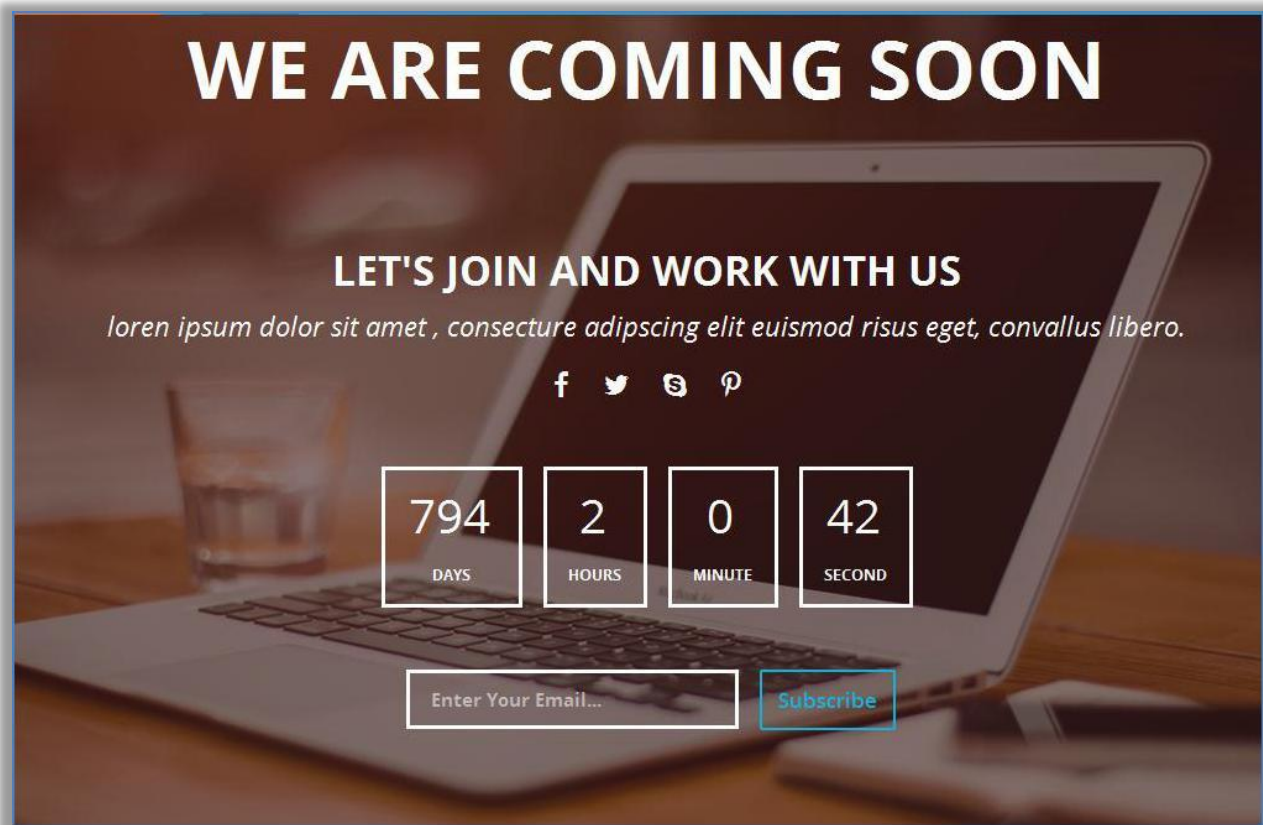 WE ARE COMING SOON
LET'S JOIN AND WORK WITH US
loren ipsum dolor sit amet , consecture adipscing elit euismod risus eget, convallus libero.
794 2 0 42
DAYS HOURS MINUTE SECOND
Enter Your Email... Subscribe